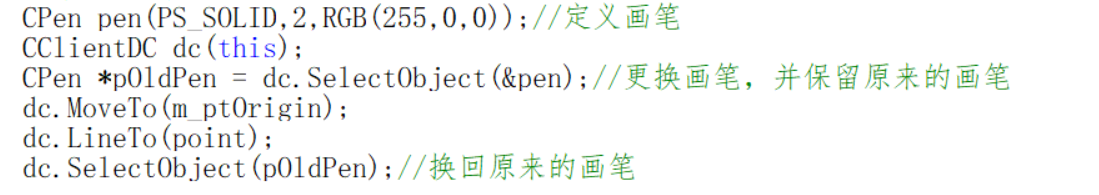 CPen pen(PS_SOLID,2,RGB(255,0,0));//定义画笔
CClientDC dc(this);
CPen *pOldPen = dc.SelectObject(&pen);//更换画笔，并保留原来的画笔
dc.MoveTo(m_ptOrigin);
dc.LineTo(point);
dc.SelectObject(pOldPen);//换回原来的画笔